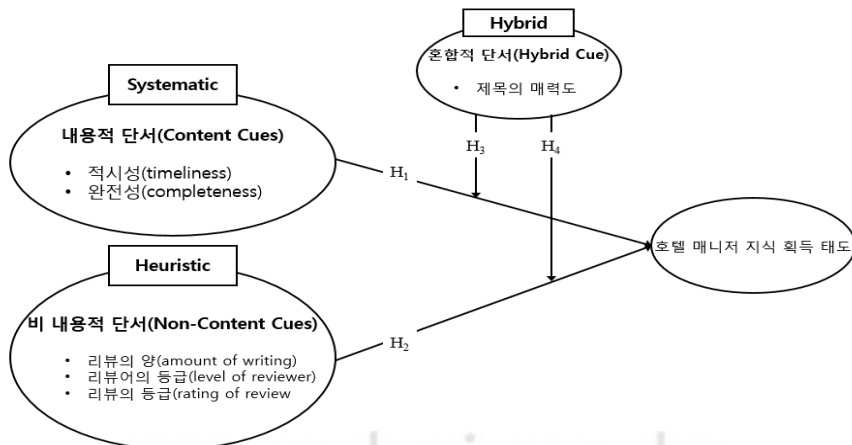 Hybrid
혼합적 단서(Hybrid Cue)
• 제목의 매력도
Systematic
내용적 단서(Content Cues)
• 적시성(timeliness)
• 완전성(completeness)
H1
H3
H4
호텔 매니저 지식 획득 태도
Heuristic
비 내용적 단서(Non-Content Cues)
• 리뷰의 양(amount of writing)
• 리뷰어의 등급(level of reviewer)
• 리뷰의 등급(rating of review
H2